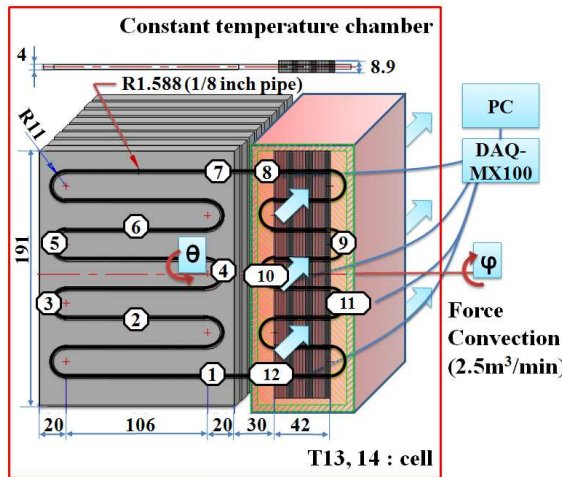 Constant temperature chamber
4
8.9
R1.588 (1/8 inch pipe)
R11
PC
DAQ-
MX100
7
8
6
5
9
191
θ
4
10
φ
3
11
2
Force
Convection
(2.5m³/min)
1
12
20
106
20
30
42
T13, 14 : cell